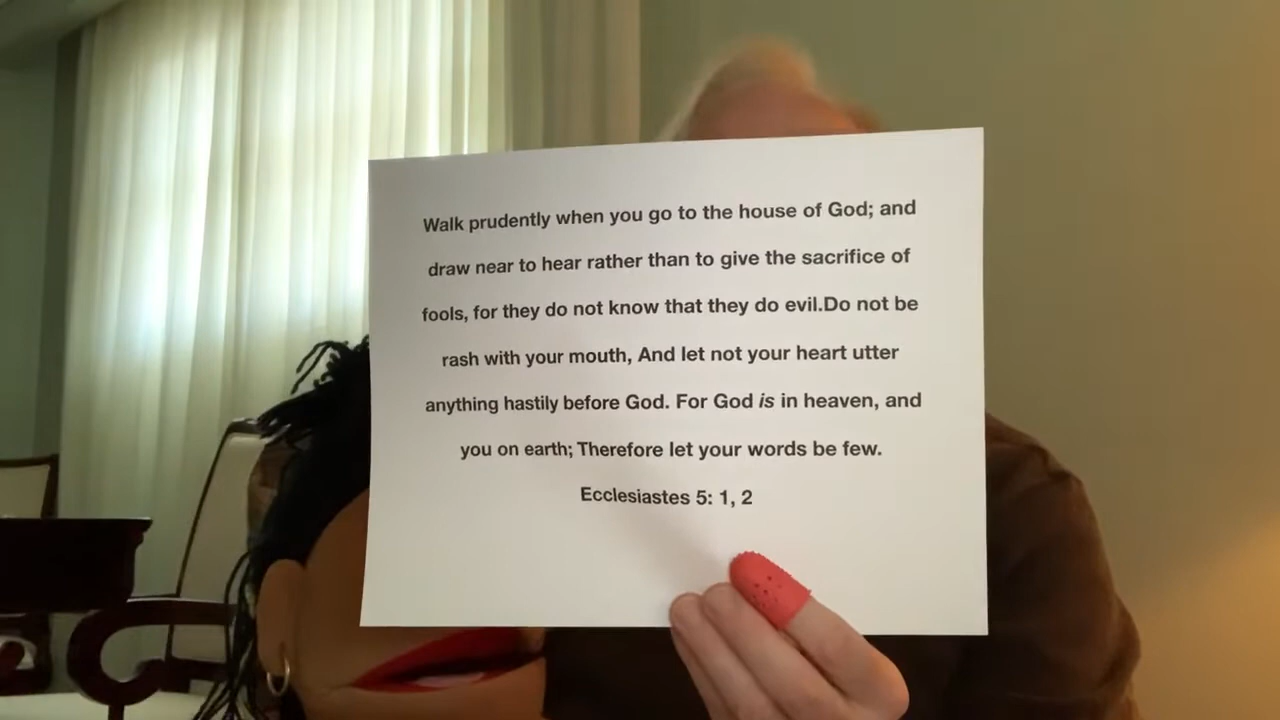 Walk prudently when you go to the house of God; and
draw near to hear rather than to give the sacrifice of
fools, for they do not know that they do evil.Do not be
rash with your mouth, And let not your heart utter
anything hastily before God. For God is in heaven, and
you on earth; Therefore let your words be few.
Ecclesiastes 5: 1, 2